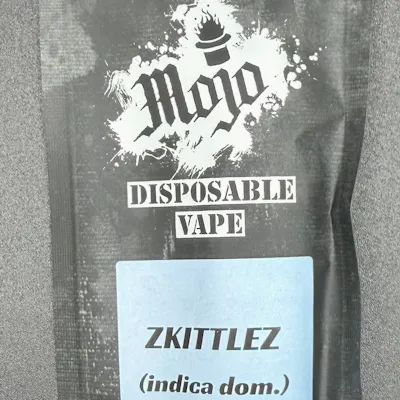 Mojo
DISPOSABLE
VAPE
ZKITTLEZ
(indica dom.)